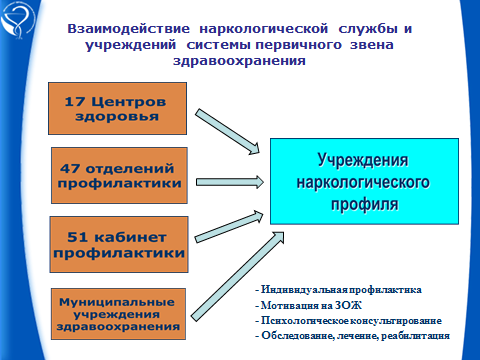 Взаимодействие наркологической службы и
учреждений системы первичного звена
здравоохранения
17 Центров
здоровья
47 отделений
профилактики
51 кабинет
профилактики
Муниципальные
учреждения
здравоохранения
Учреждения
наркологического
профиля
- Индивидуальная профилактика
- Мотивация на ЗОЖ
- Психологическое консультирование
- Обследование, лечение, реабилитация